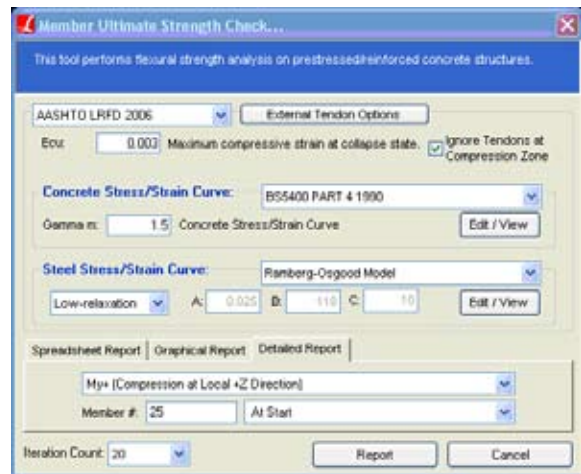 Member Ultimate Strength Check...
This tool performs flexural strength analysis on prestressed/reinforced concrete structures.
AASHTO LRFD 2006 External Tendon Options
Ecu: 0.003 Maximum compressive strain at collapse state. Ignore Tendons at Compression Zone
Concrete Stress/Strain Curve: BS5400 PART 4 1990
Gamma m: 1.5 Concrete Stress/Strain Curve Edit / View
Steel Stress/Strain Curve: Ramberg-Osgood Model
Low-relaxation A: 0.025 B: 118 C: 10 Edit / View
Spreadsheet Report Graphical Report Detailed Report
My+ (Compression at Local +Z Direction)
Member #: 25 At Start
Iteration Count: 20 Report Cancel